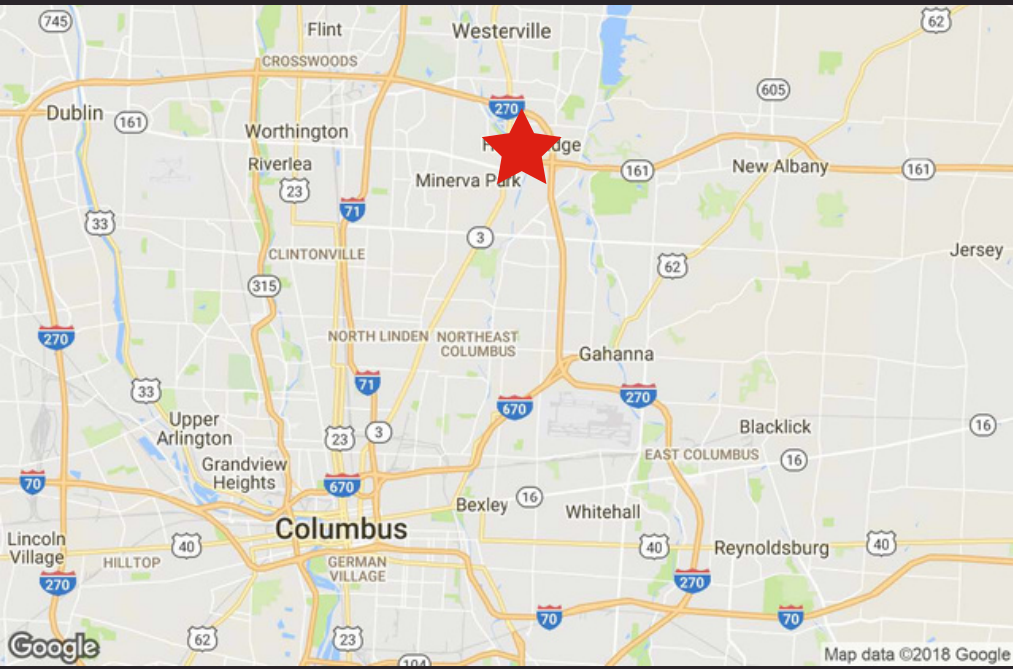 745
Flint
Westerville
62
CROSSWOODS
605
270
Dublin
161
Worthington
Riverlea
Minerva Park
161
New Albany
161
23
71
33
3
CLINTONVILLE
62
Jersey
315
270
NORTH LINDEN
NORTHEAST
COLUMBUS
Gahanna
71
33
670
270
Upper
Arlington
23
3
Blacklick
16
EAST COLUMBUS
16
Grandview
Heights
70
670
Bexley
16
Whitehall
Columbus
Lincoln
Village
40
HILLTOP
GERMAN
VILLAGE
40
Reynoldsburg
40
270
270
70
70
62
23
104
Google
Map data ©2018 Google